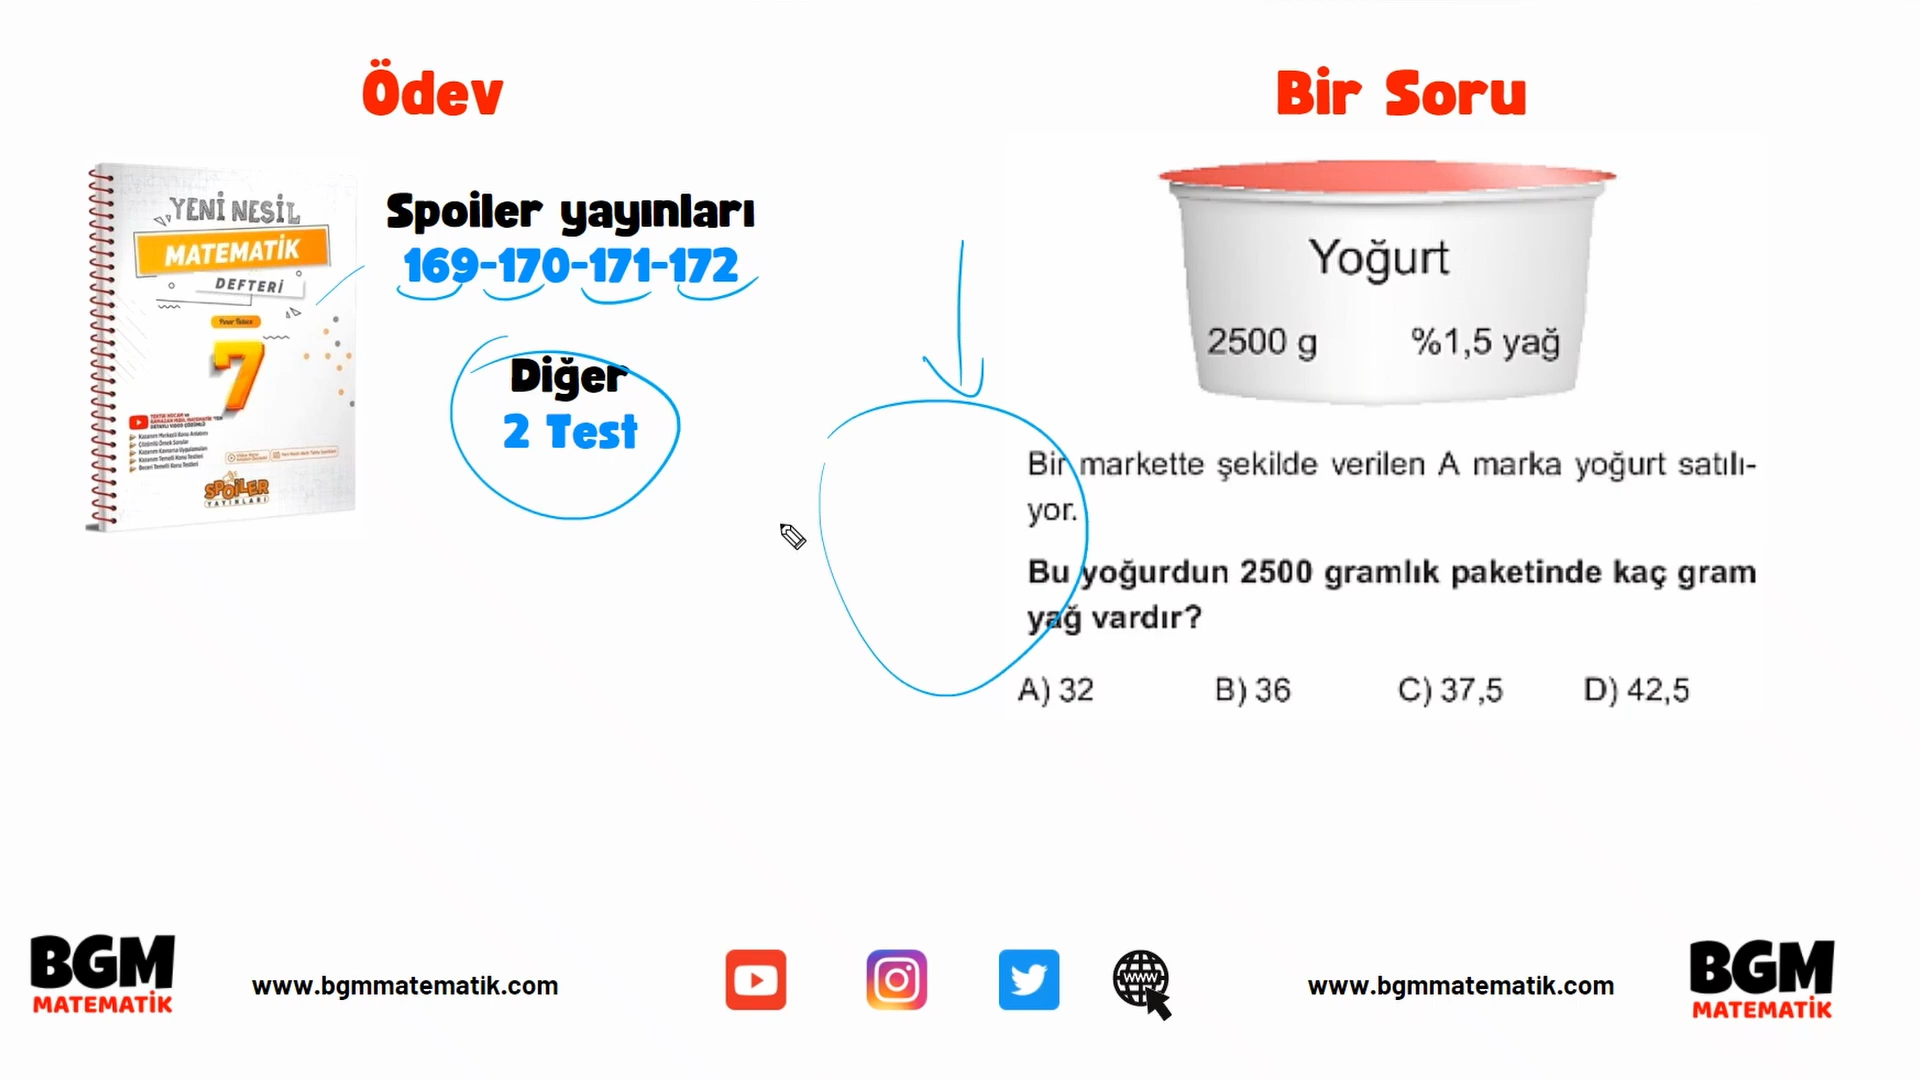 Ödev
YENİ NESİL
MATEMATİK
DEFTERİ
7
SPOİLER
YAYINLARI
Spoiler yayınları
169-170-171-172
Diğer
2 Test
Bir Soru
Yoğurt
2500 g %1,5 yağ
Bir markette şekilde verilen A marka yoğurt satılı-
yor.
Bu yoğurdun 2500 gramlık paketinde kaç gram
yağ vardır?
A) 32 B) 36 C) 37,5 D) 42,5
BGM
MATEMATİK
www.bgmmatematik.com
WWW
www.bgmmatematik.com
BGM
MATEMATİK